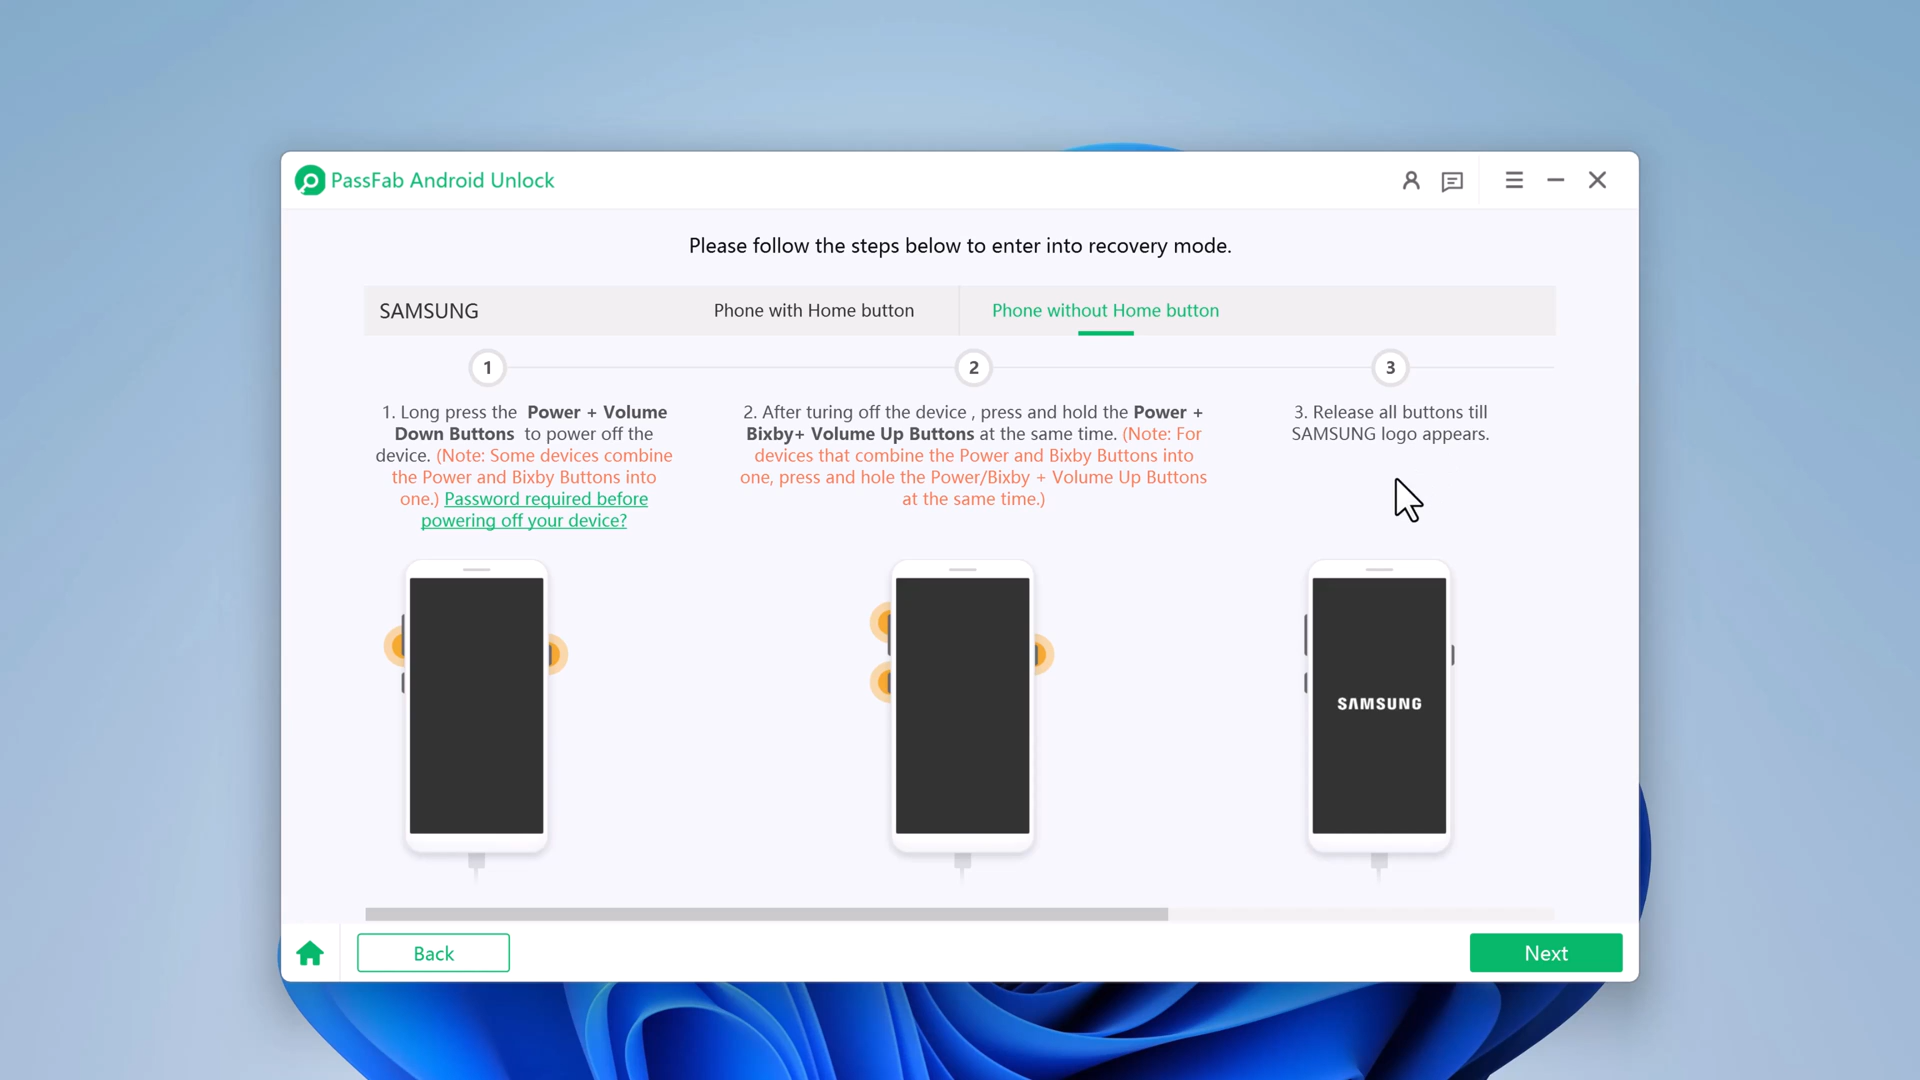 PassFab Android Unlock
Please follow the steps below to enter into recovery mode.
SAMSUNG
Phone with Home button
Phone without Home button
1
2
3
1. Long press the Power + Volume
Down Buttons to power off the
device. (Note: Some devices combine
the Power and Bixby Buttons into
one.) Password required before
powering off your device?
2. After turing off the device , press and hold the Power +
Bixby+ Volume Up Buttons at the same time. (Note: For
devices that combine the Power and Bixby Buttons into
one, press and hole the Power/Bixby + Volume Up Buttons
at the same time.)
3. Release all buttons till
SAMSUNG logo appears.
SAMSUNG
Back
Next